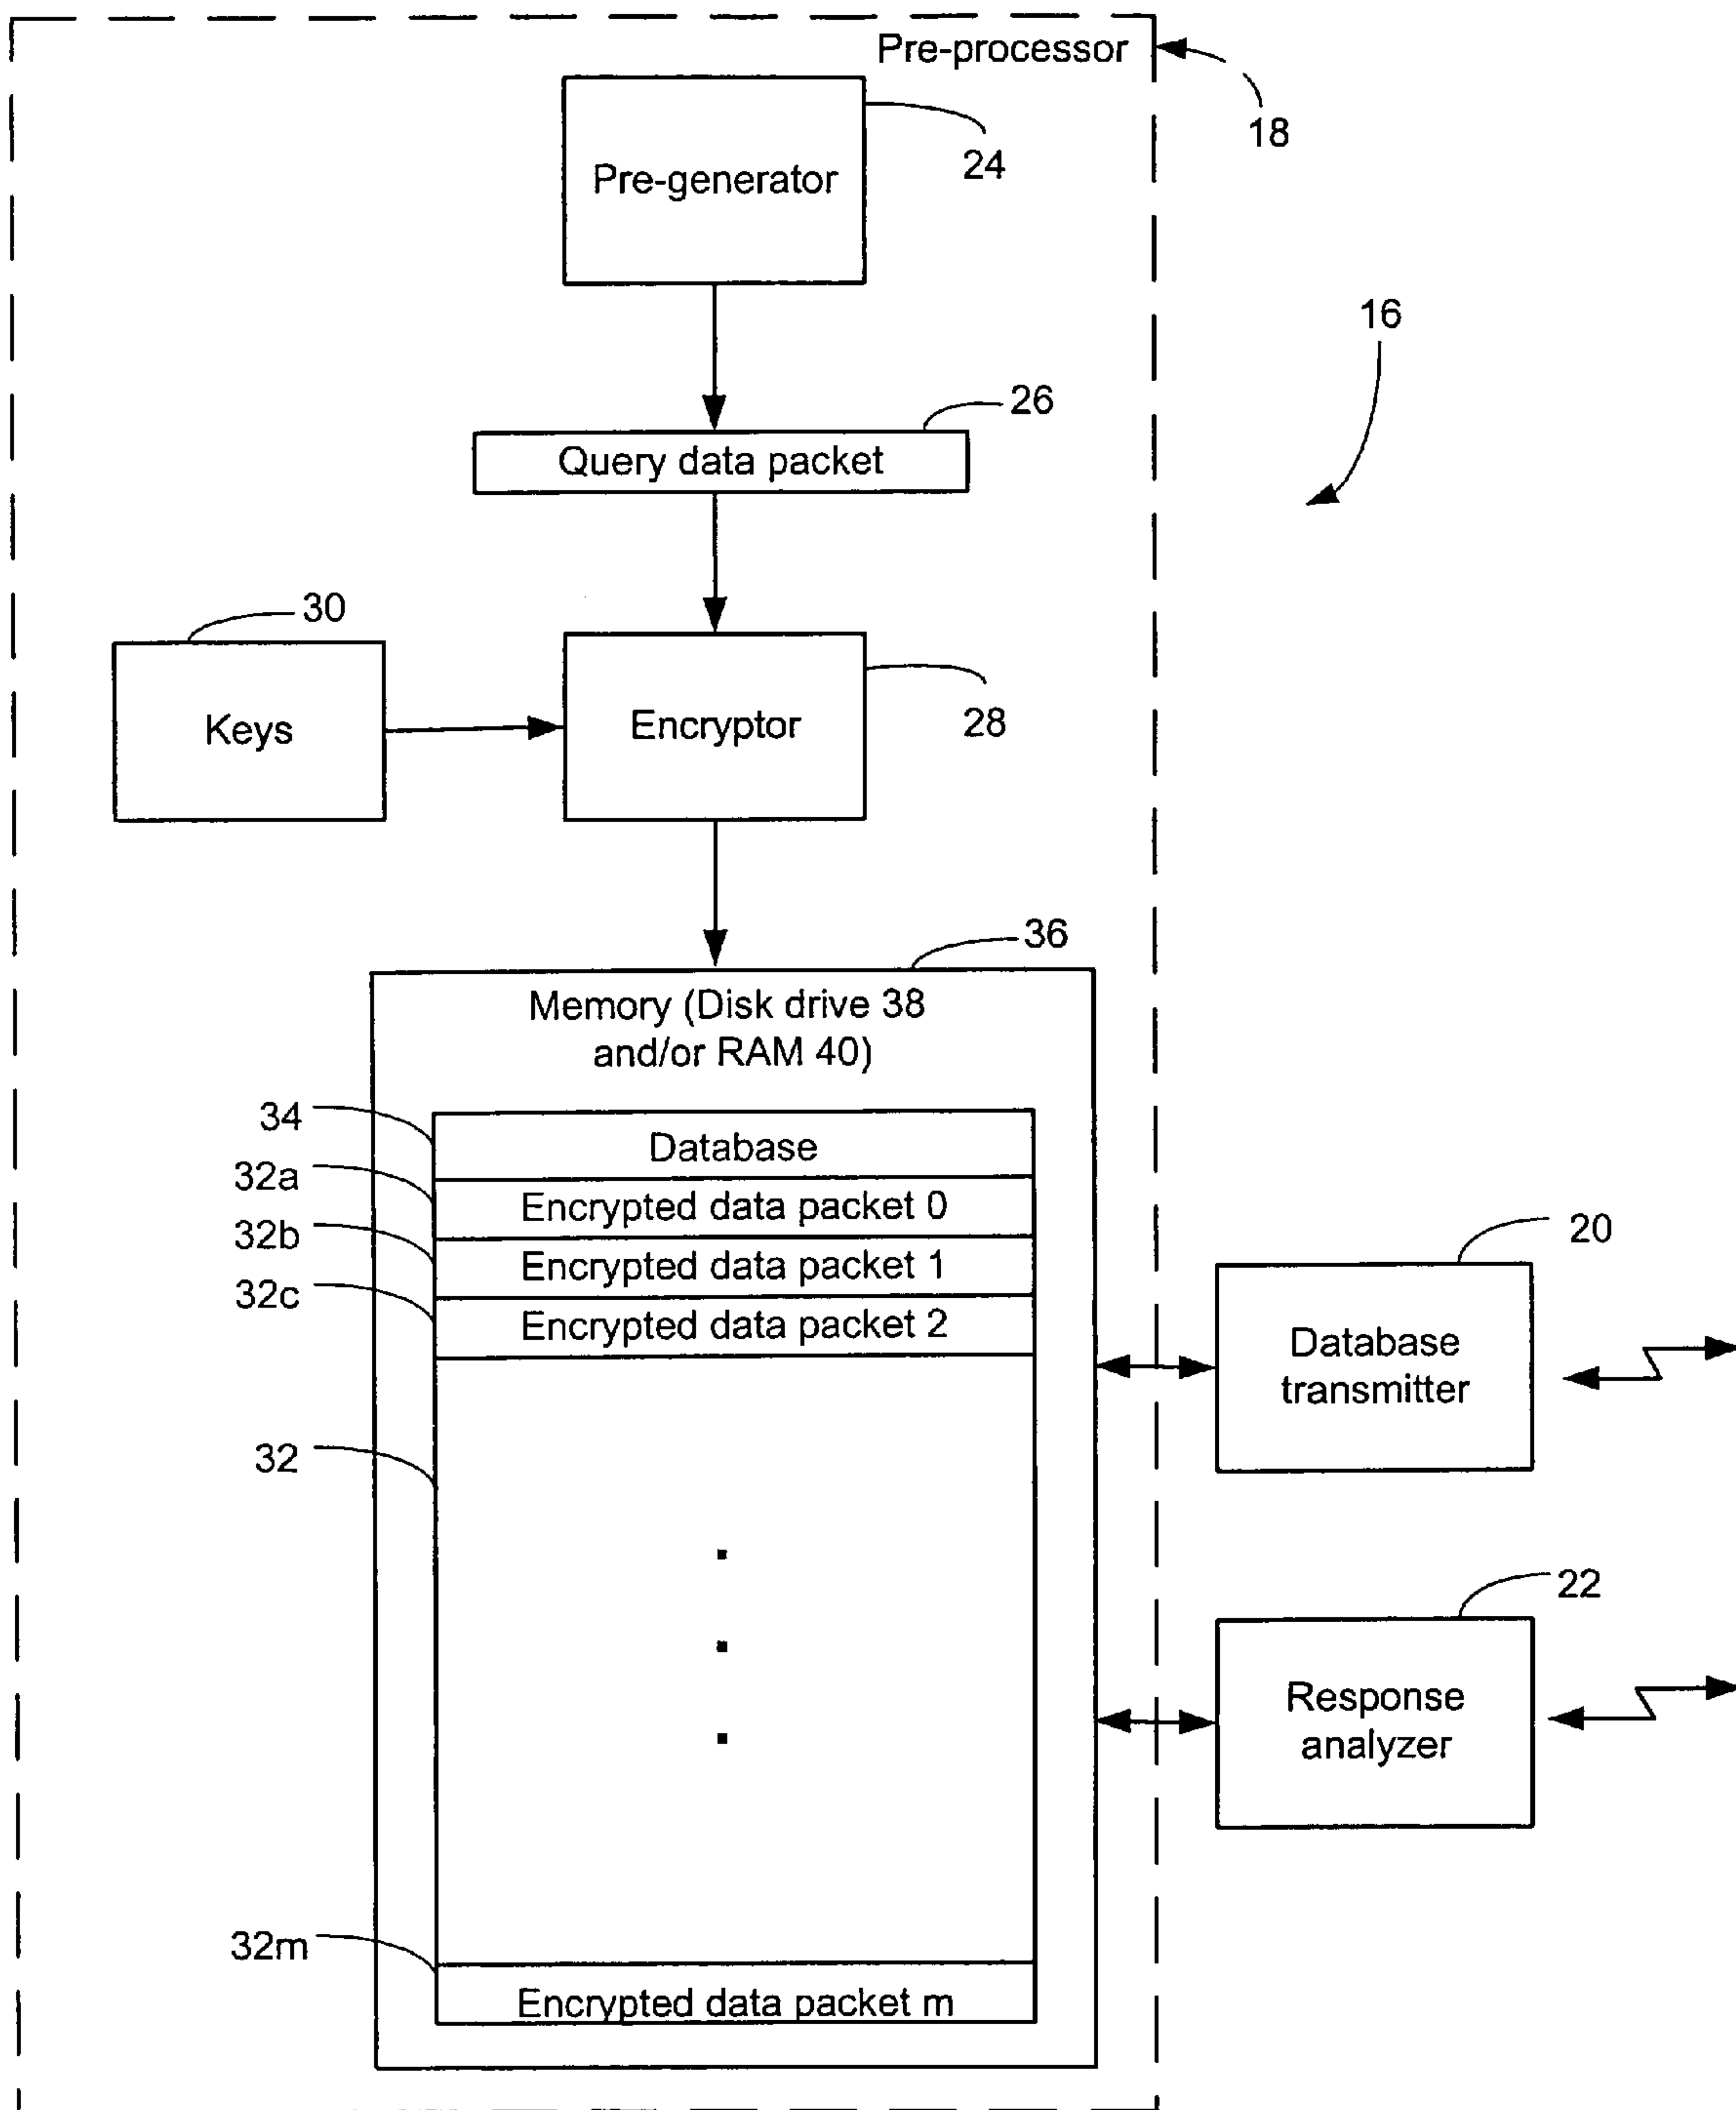 Pre-processor
18
Pre-generator
24
16
26
Query data packet
30
Keys
Encryptor
28
36
Memory (Disk drive 38
and/or RAM 40)
34
Database
32a
Encrypted data packet 0
32b
Encrypted data packet 1
32c
Encrypted data packet 2
20
Database
transmitter
32
22
Response
analyzer
32m
Encrypted data packet m